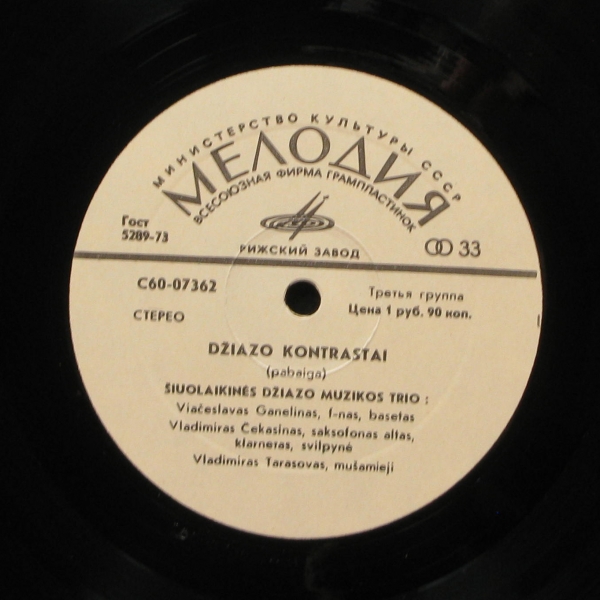 МИНИСТЕРСТВО КУЛЬТУРЫ СССР
МЕЛОДИЯ
ВСЕСОЮЗНАЯ ФИРМА ГРАМПЛАСТИНОК
Гост
5289-73
РИЖСКИЙ ЗАВОД
33
С60-07362
Третья группа
СТЕРЕО
Цена 1 руб. 90 коп.
DŽIAZO KONTRASTAI
(pabaiga)
ŠIUOLAIKINĖS DŽIAZO MUZIKOS TRIO :
Viačeslavas Ganelinas, f-nas, basetas
Vladimiras Čekasinas, saksofonas altas,
klarneras, svilpynė
Vladimiras Tarasovas, mušamieji